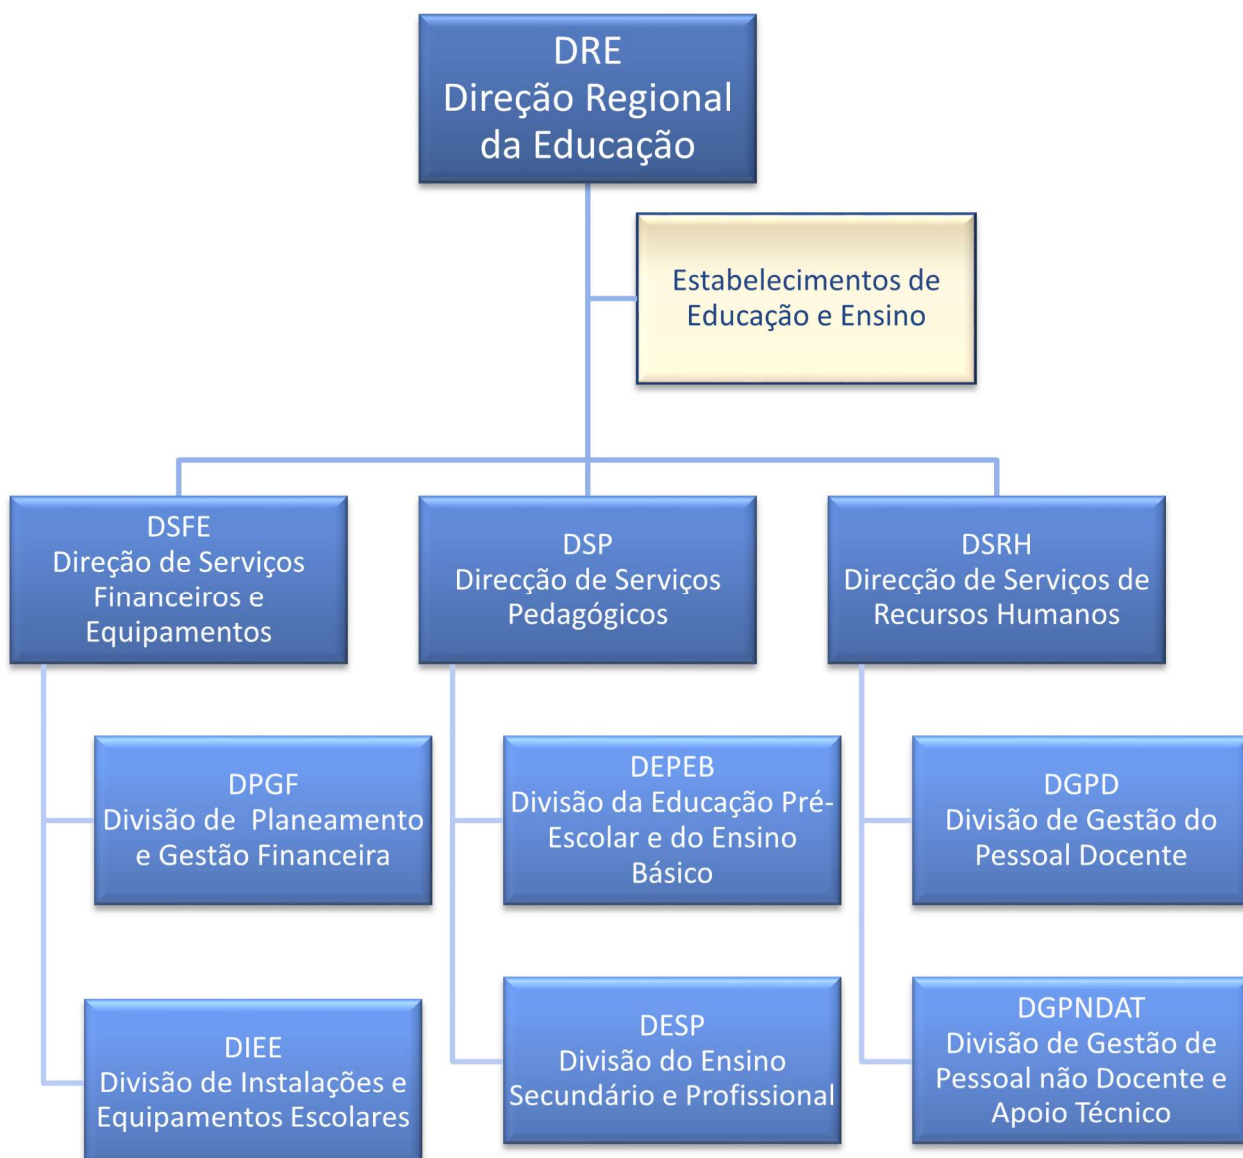 DRE
Direção Regional
da Educação
Estabelecimentos de
Educação e Ensino
DSFE
Direção de Serviços
Financeiros e
Equipamentos
DSP
Direcção de Serviços
Pedagógicos
DSRH
Direcção de Serviços de
Recursos Humanos
DPGF
Divisão de  Planeamento
e Gestão Financeira
DEPEB
Divisão da Educação Pré-
Escolar e do Ensino
Básico
DGPD
Divisão de Gestão do
Pessoal Docente
DIEE
Divisão de Instalações e
Equipamentos Escolares
DESP
Divisão do Ensino
Secundário e Profissional
DGPNDAT
Divisão de Gestão de
Pessoal não Docente e
Apoio Técnico